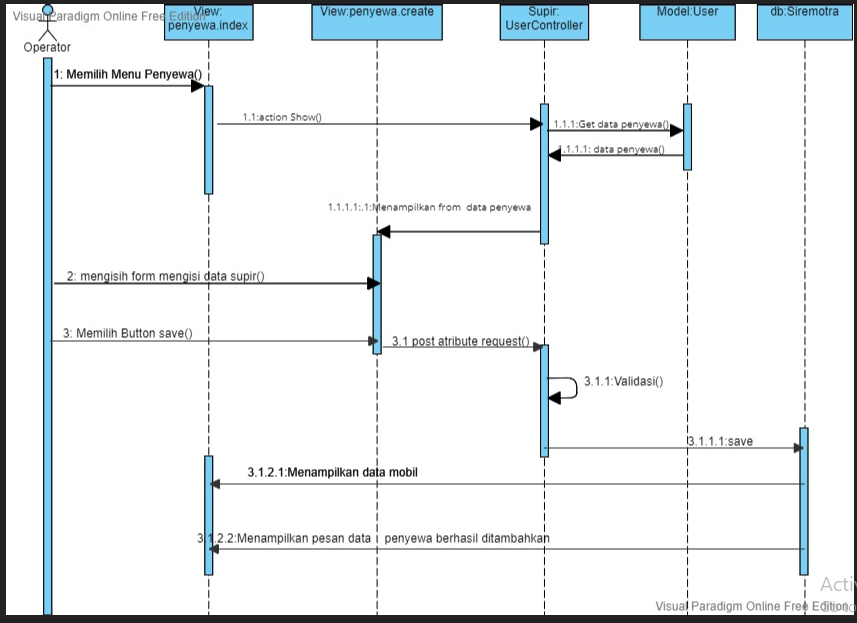 Visual Paradigm Online Free Edition
View:
penyewa.index
View:penyewa.create
Supir:
UserController
Model:User
db:Siremotra
Operator
1: Memilih Menu Penyewa()
1.1:action Show()
1.1.1:Get data penyewa()
1.1.1.1: data penyewa()
1.1.1.1:.1:Menampilkan from data penyewa
2: mengisih form mengisi data supir()
3: Memilih Button save()
3.1 post atribute request()
3.1.1:Validasi()
3.1.1.1:save
3.1.2.1:Menampilkan data mobil
3.1.2.2:Menampilkan pesan data penyewa berhasil ditambahkan
Visual Paradigm Online Free Edition